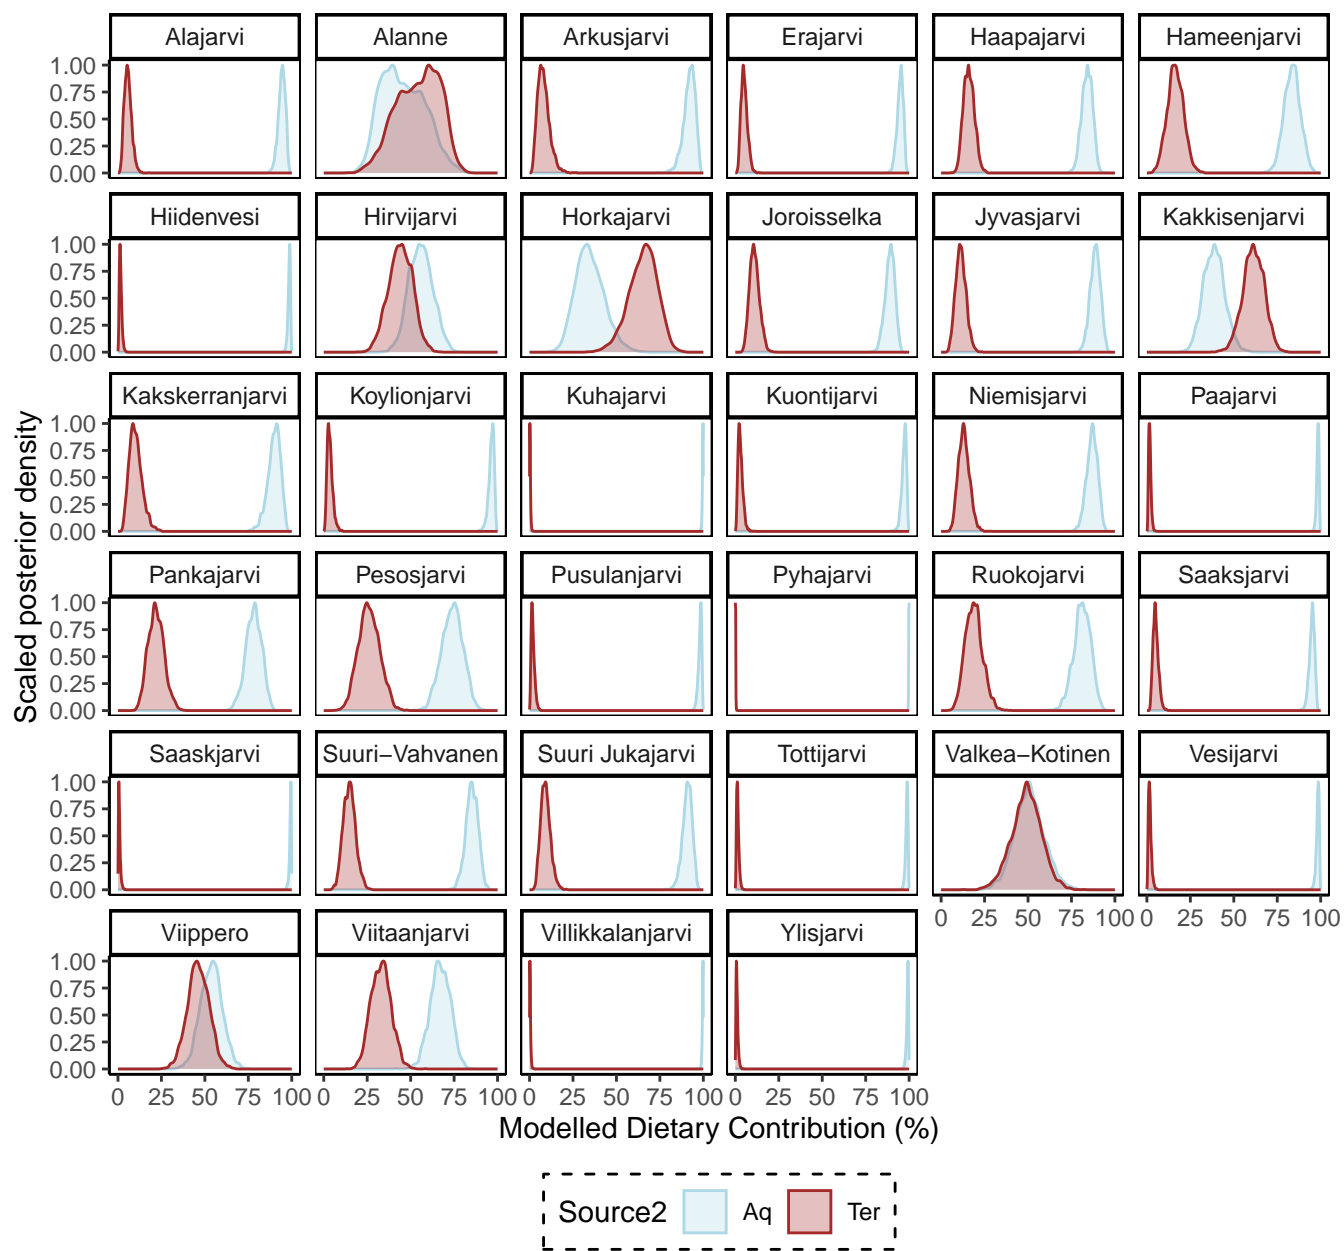 Alajarvi Alanne Arkusjarvi Erajarvi Haapajarvi Hameenjarvi
1.00
0.75
0.50
0.25
0.00
Hiidenvesi Hirvijarvi Horkajarvi Joroisselka Jyvasjarvi Kakkisenjarvi
1.00
0.75
0.50
0.25
0.00
Kakskerranjarvi Koylionjarvi Kuhajarvi Kuontijarvi Niemisjarvi Paajarvi
1.00
0.75
0.50
0.25
0.00
Scaled posterior density
Pankajarvi Pesosjarvi Pusulanjarvi Pyhajarvi Ruokojarvi Saaksjarvi
1.00
0.75
0.50
0.25
0.00
Saaskjarvi Suuri−Vahvanen Suuri Jukajarvi Tottijarvi Valkea−Kotinen Vesijarvi
1.00
0.75
0.50
0.25
0.00
0 25 50 75 100 0 25 50 75 100
Viippero Viitaanjarvi Villikkalanjarvi Ylisjarvi
1.00
0.75
0.50
0.25
0.00
0 25 50 75 100 0 25 50 75 100 0 25 50 75 100 0 25 50 75 100
Modelled Dietary Contribution (%)
Source2 Aq Ter